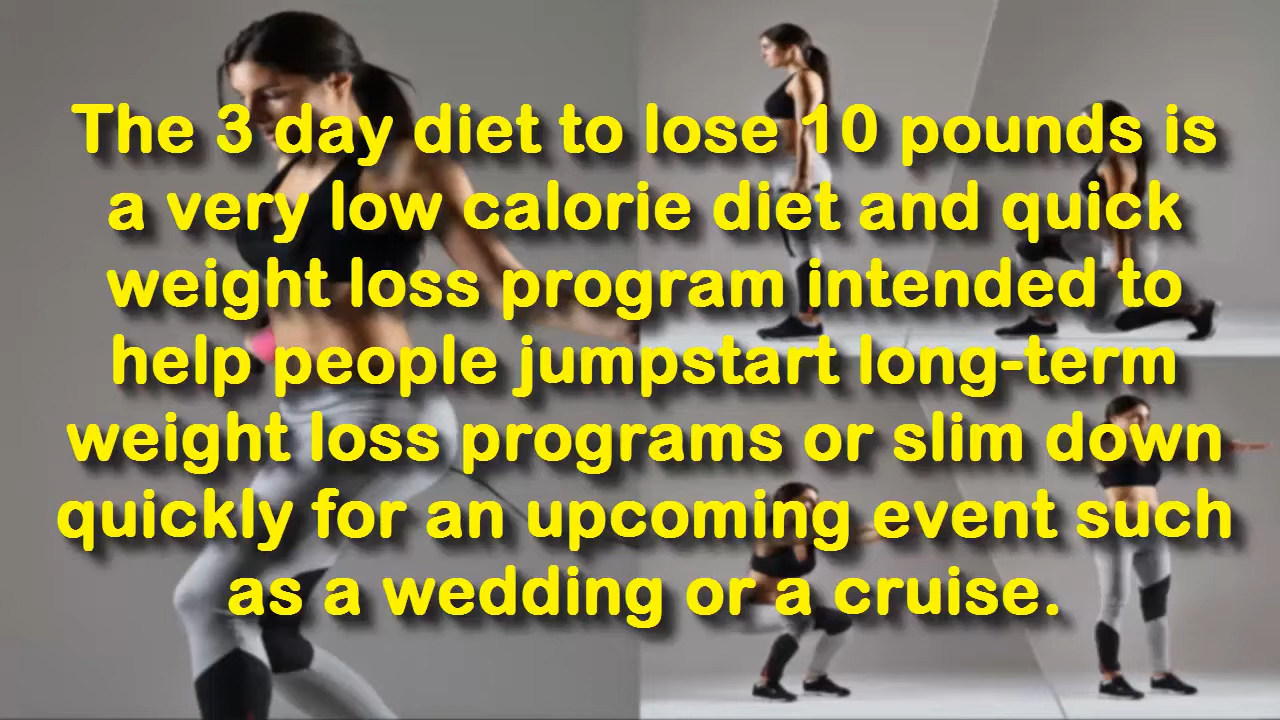 The 3 day diet to lose 10 pounds is
a very low calorie diet and quick
weight loss program intended to
help people jumpstart long-term
weight loss programs or slim down
quickly for an upcoming event such
as a wedding or a cruise.